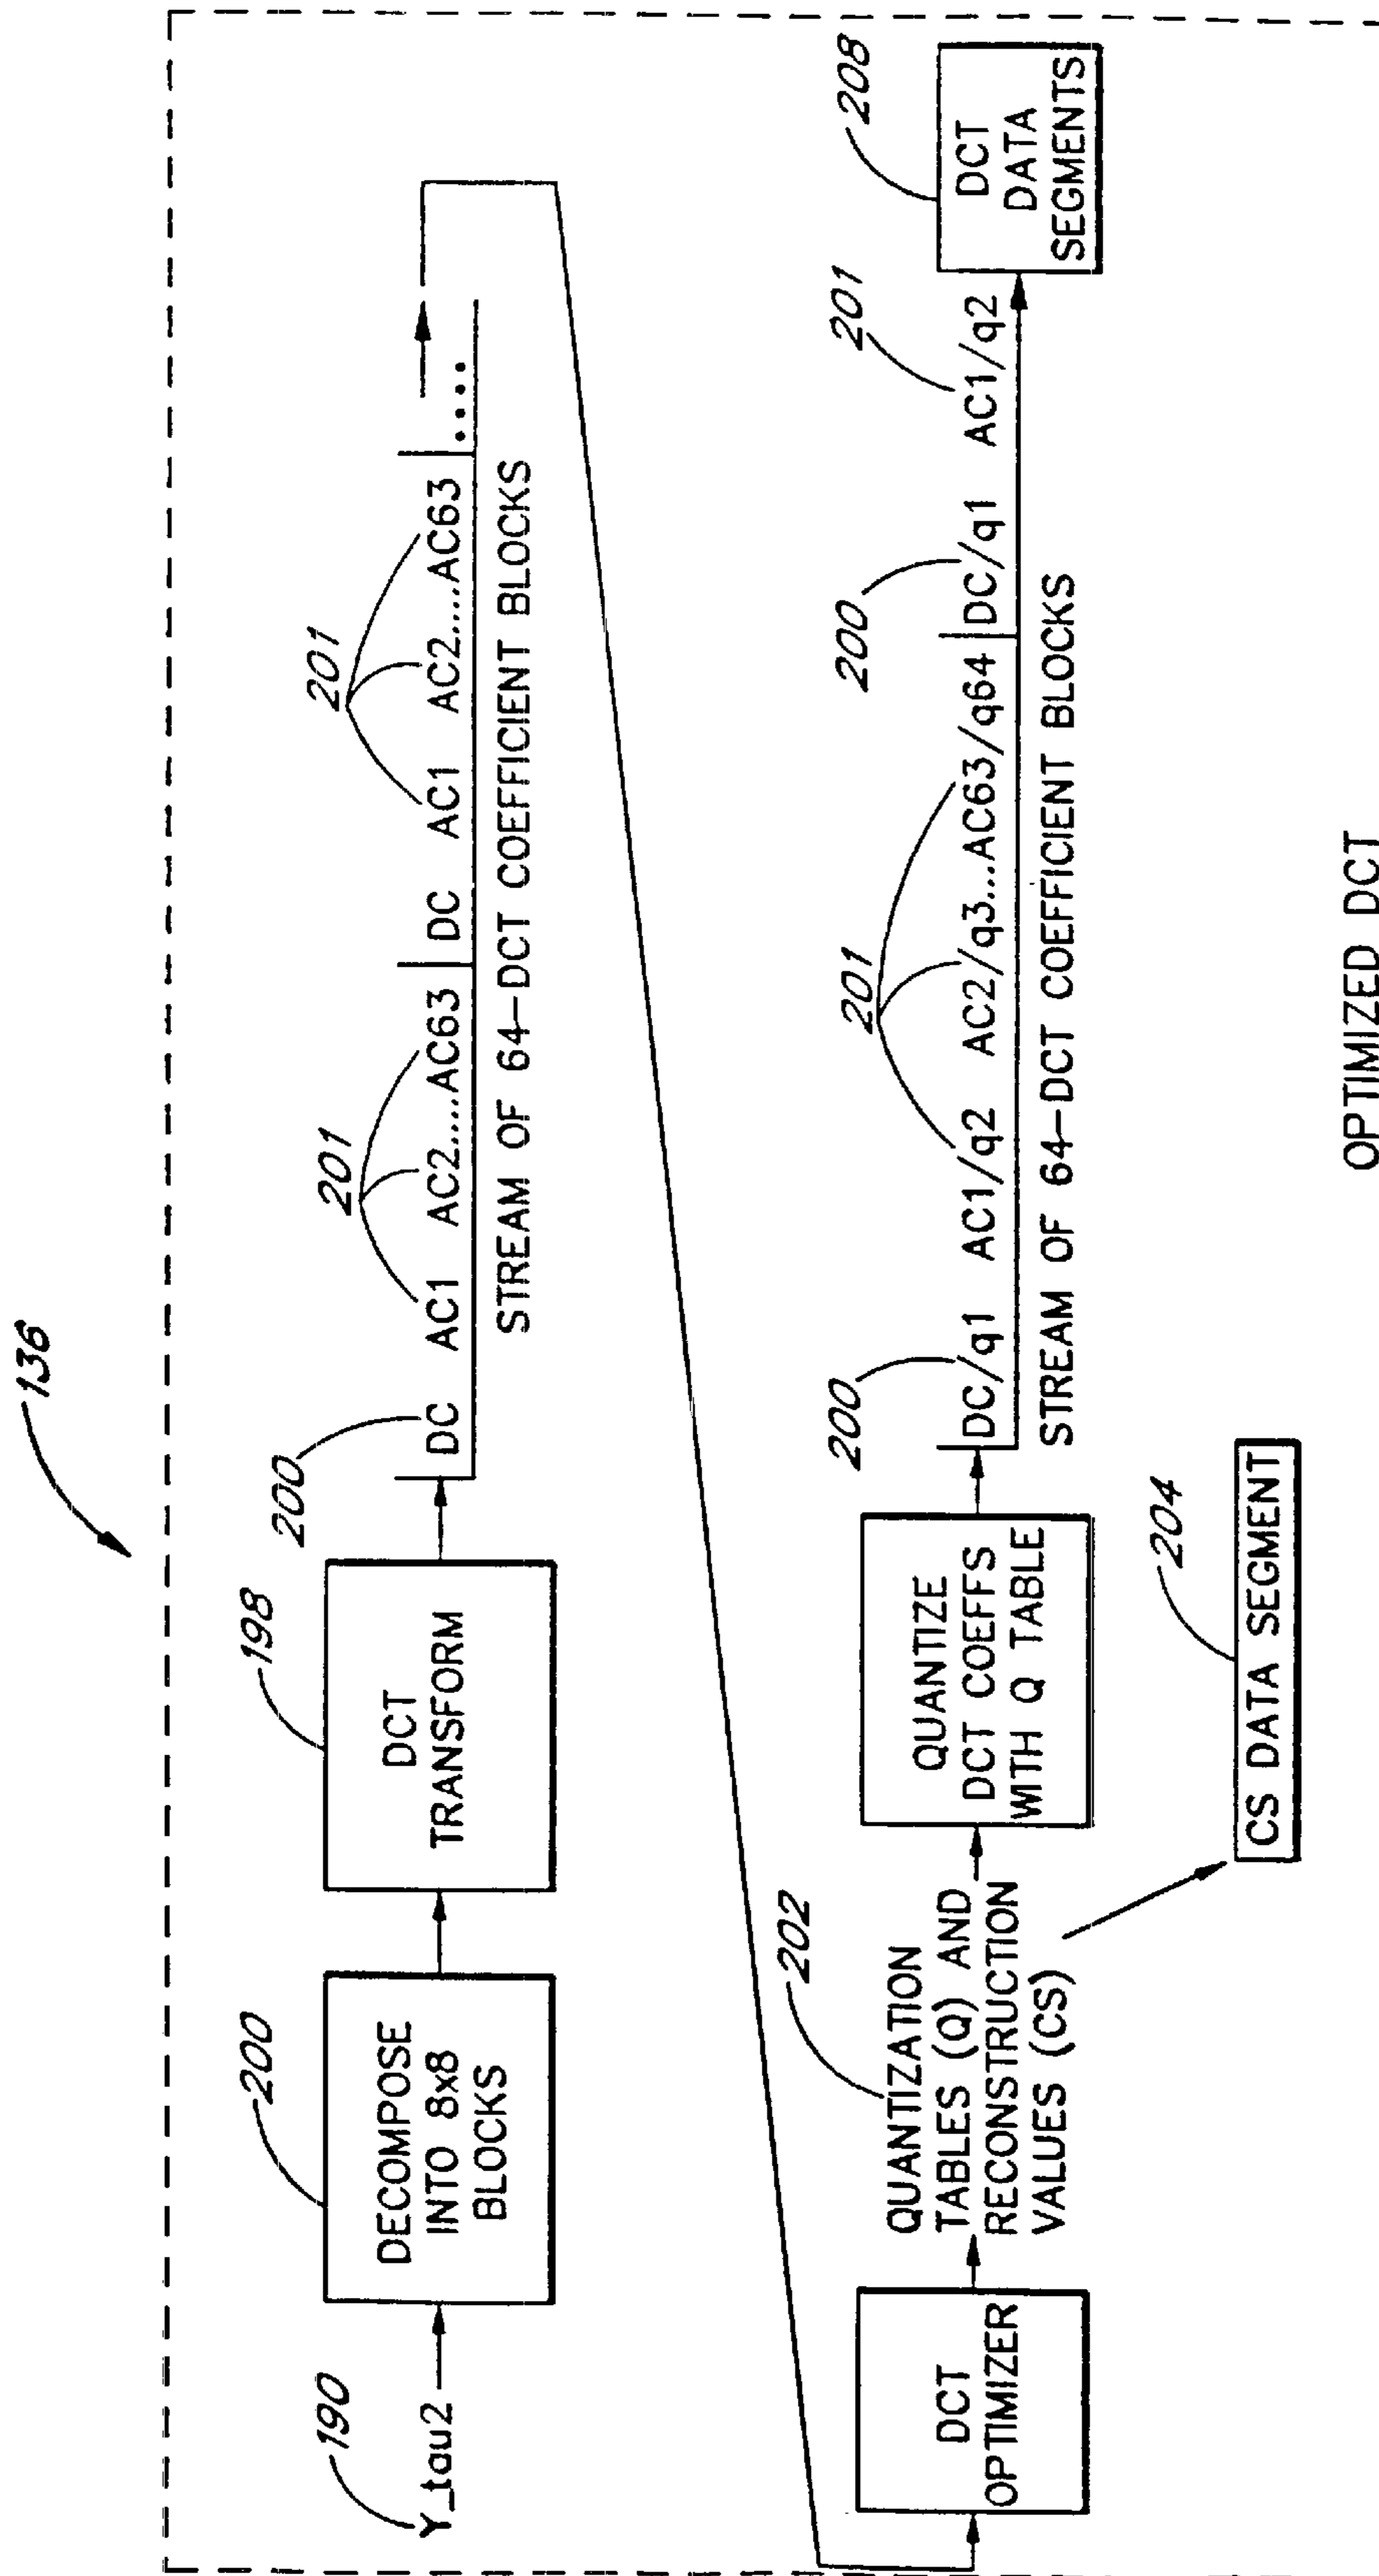 136
190
Y_tau2
200
DECOMPOSE
INTO 8x8
BLOCKS
198
DCT
TRANSFORM
200
201
201
DC AC1 AC2.....AC63 DC AC1 AC2.....AC63 ....
STREAM OF 64-DCT COEFFICIENT BLOCKS
DCT
OPTIMIZER
202
QUANTIZATION
TABLES (Q) AND
RECONSTRUCTION
VALUES (CS)
QUANTIZE
DCT COEFFS
WITH Q TABLE
200
201
200
201
DC/q1 AC1/q2 AC2/q3...AC63/q64 DC/q1 AC1/q2
STREAM OF 64-DCT COEFFICIENT BLOCKS
208
DCT
DATA
SEGMENTS
204
CS DATA SEGMENT
OPTIMIZED DCT